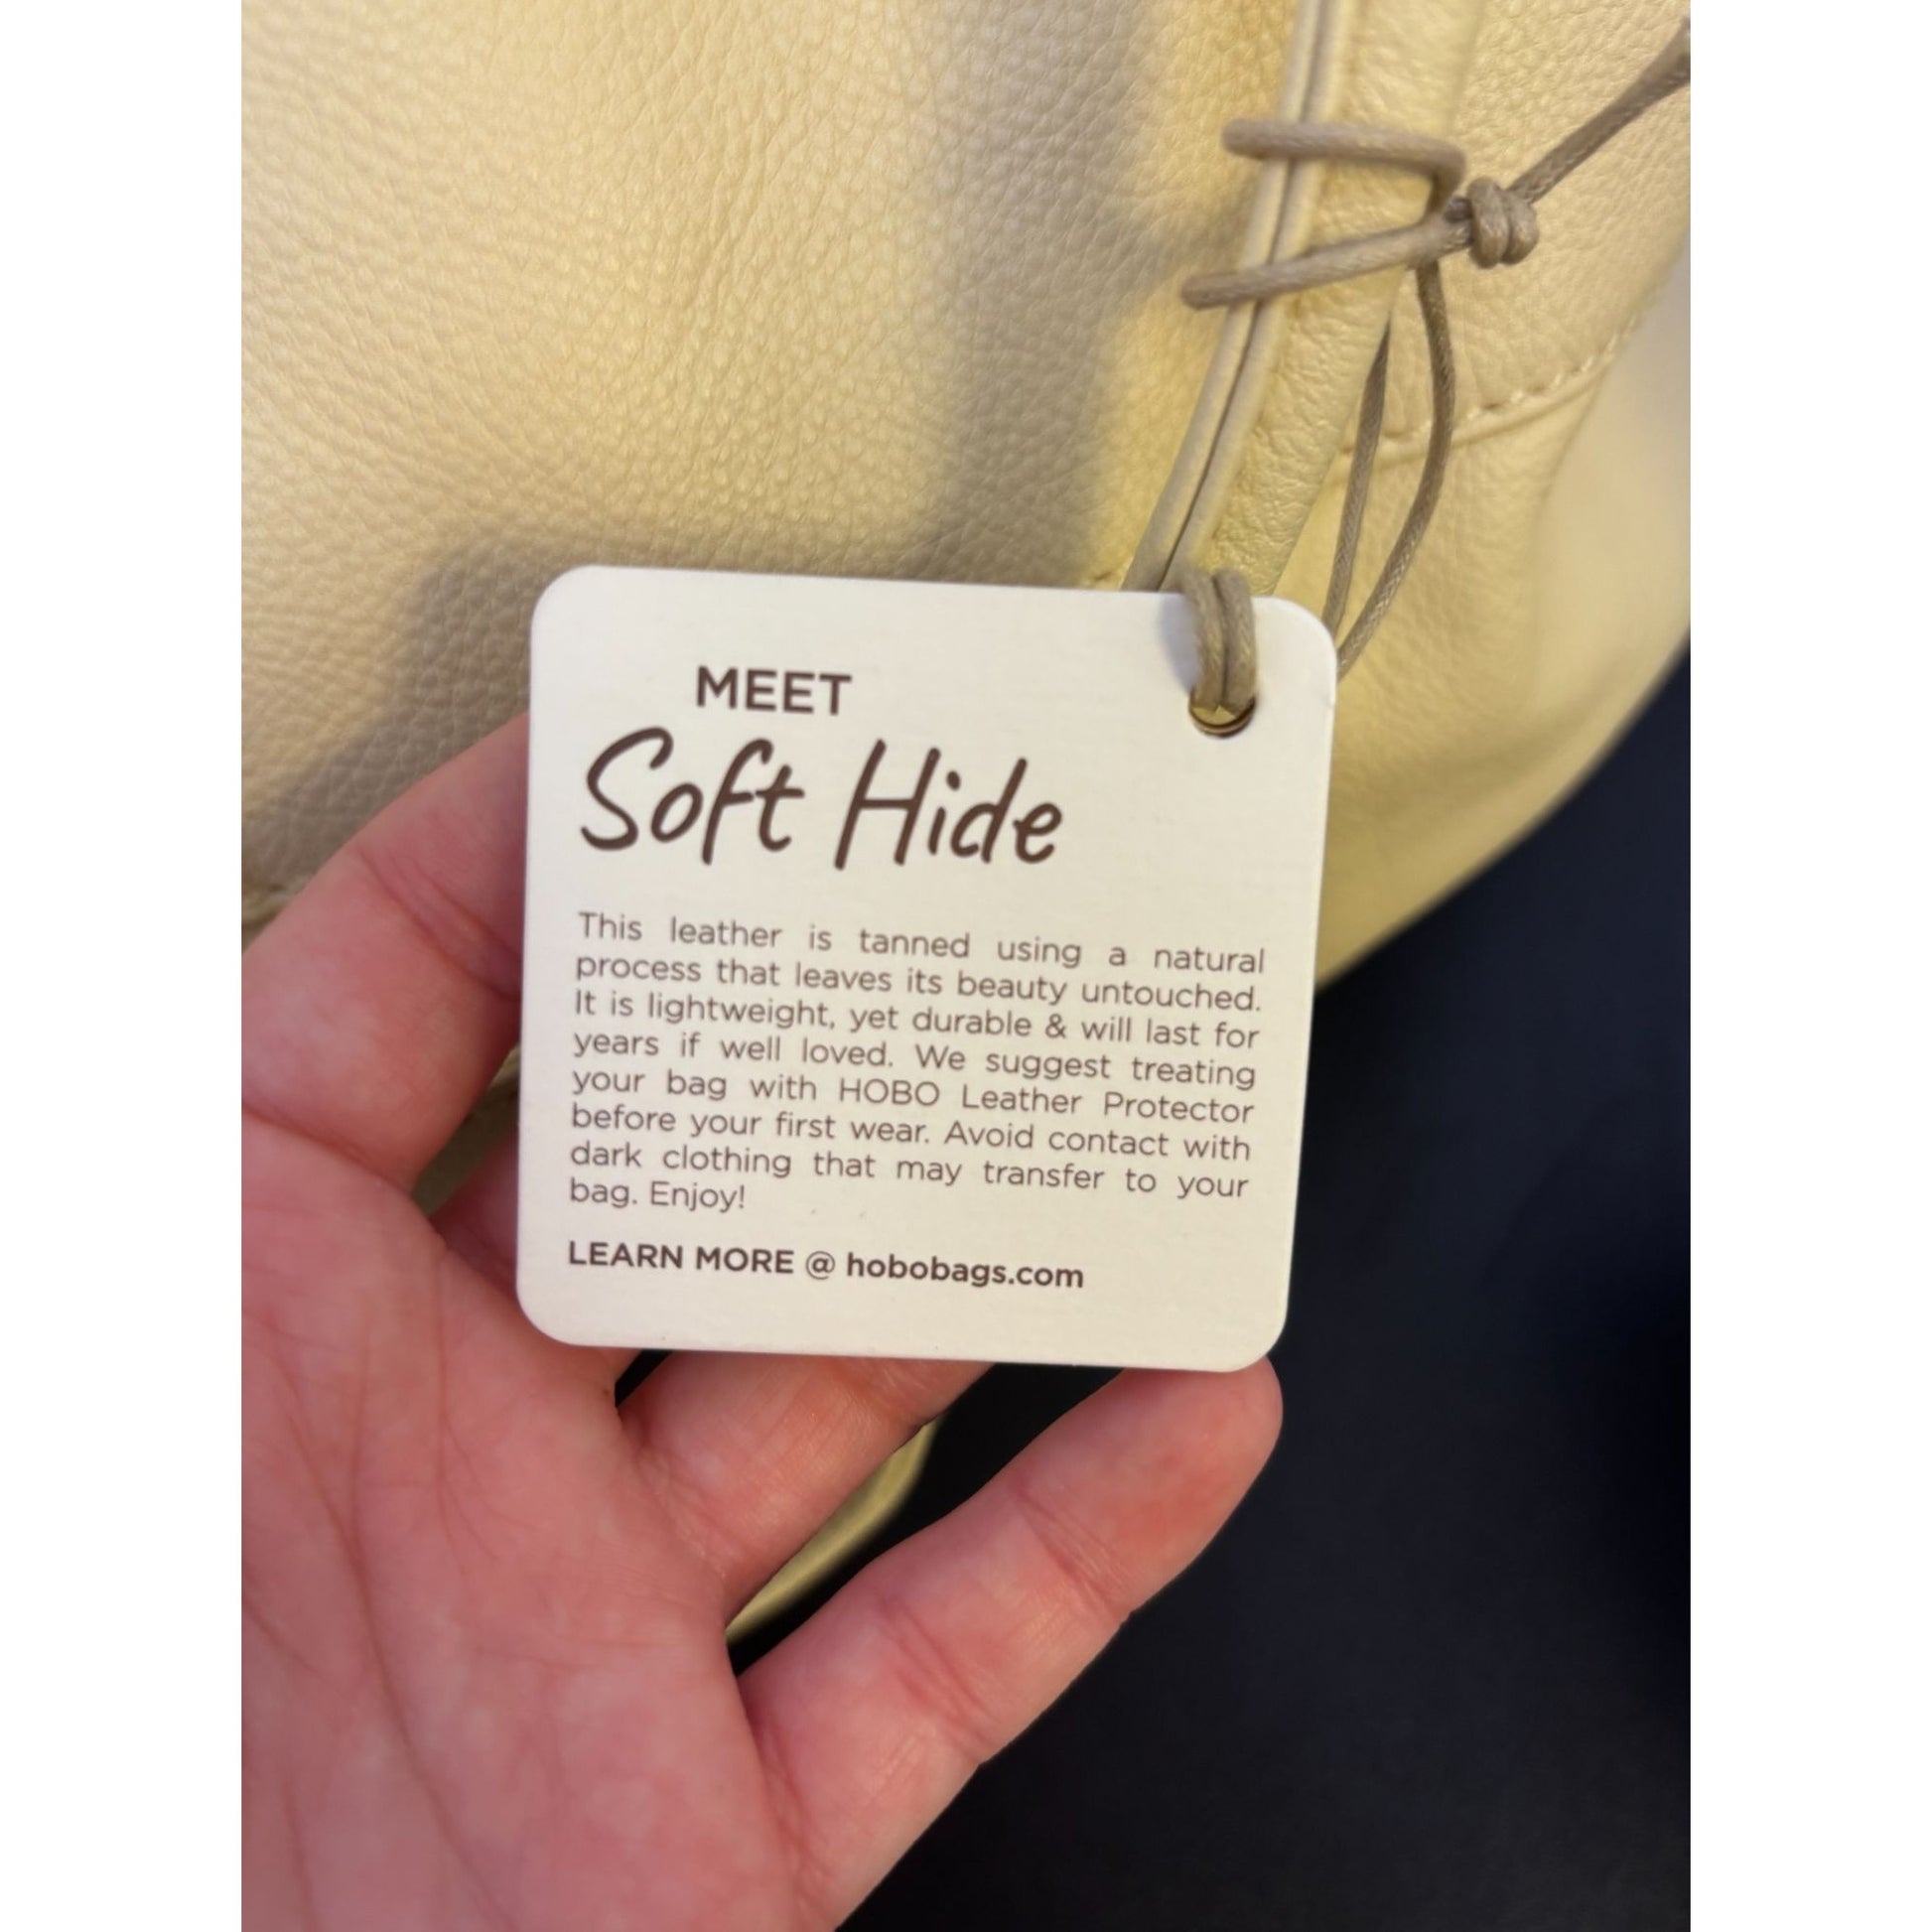 MEET
Soft Hide
This leather is tanned using a natural
process that leaves its beauty untouched.
It is lightweight, yet durable & will last for
years if well loved. We suggest treating
your bag with HOBO Leather Protector
before your first wear. Avoid contact with
dark clothing that may transfer to your
bag. Enjoy!
LEARN MORE @ hobobags.com